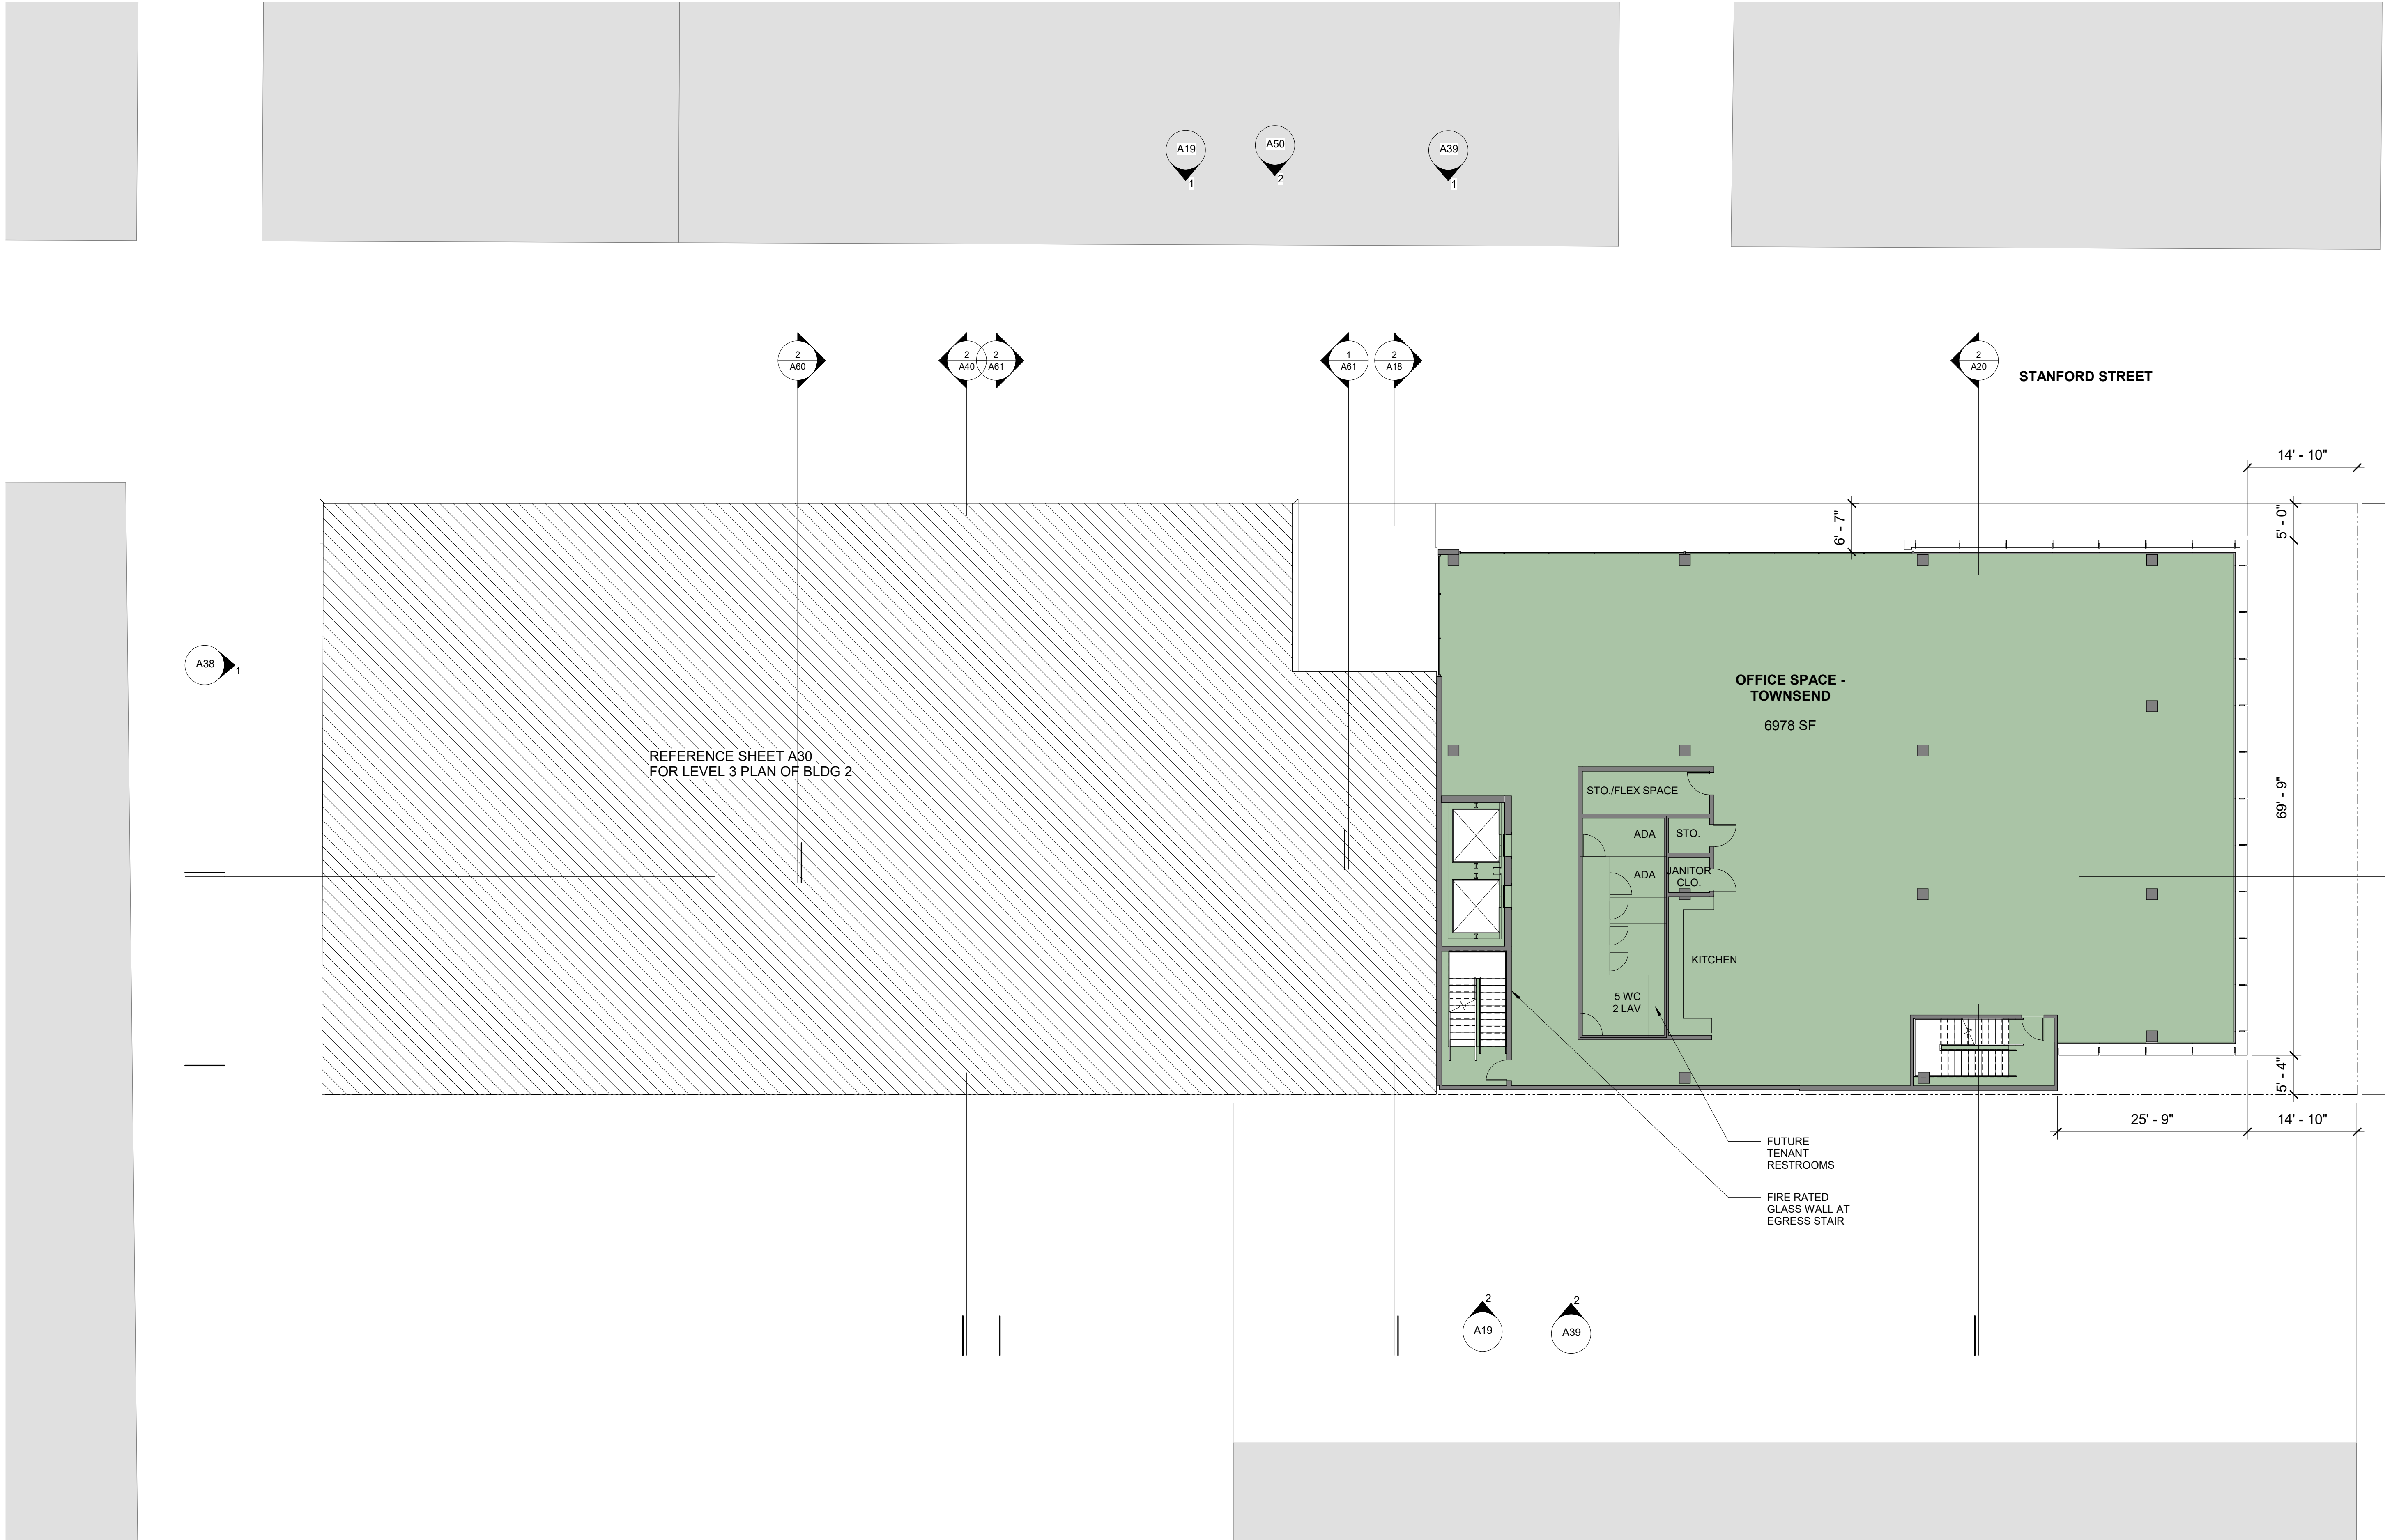 A19
1
A50
2
A39
1
2
A60
2
A40
2
A61
1
A61
2
A18
2
A20
STANFORD STREET
14' - 10"
5' - 0"
6' - 7"
A38
1
OFFICE SPACE -
TOWNSEND
6978 SF
REFERENCE SHEET A30
FOR LEVEL 3 PLAN OF BLDG 2
69' - 9"
STO./FLEX SPACE
ADA
STO.
ADA
JANITOR
CLO.
KITCHEN
5 WC
2 LAV
5' - 4"
25' - 9"
14' - 10"
FUTURE
TENANT
RESTROOMS
FIRE RATED
GLASS WALL AT
EGRESS STAIR
2
A19
2
A39